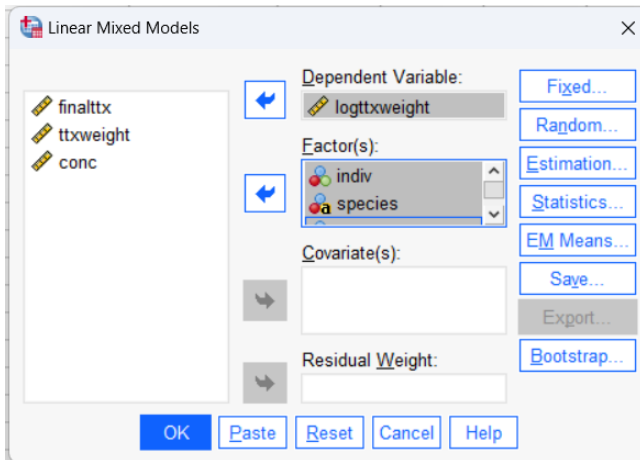 Linear Mixed Models
finalttx
ttxweight
conc
Dependent Variable:
logttxweight
Factor(s):
indiv
a species
Covariate(s):
Residual Weight:
Fixed...
Random...
Estimation...
Statistics...
EM Means...
Save...
Export...
Bootstrap...
OK Paste Reset Cancel Help